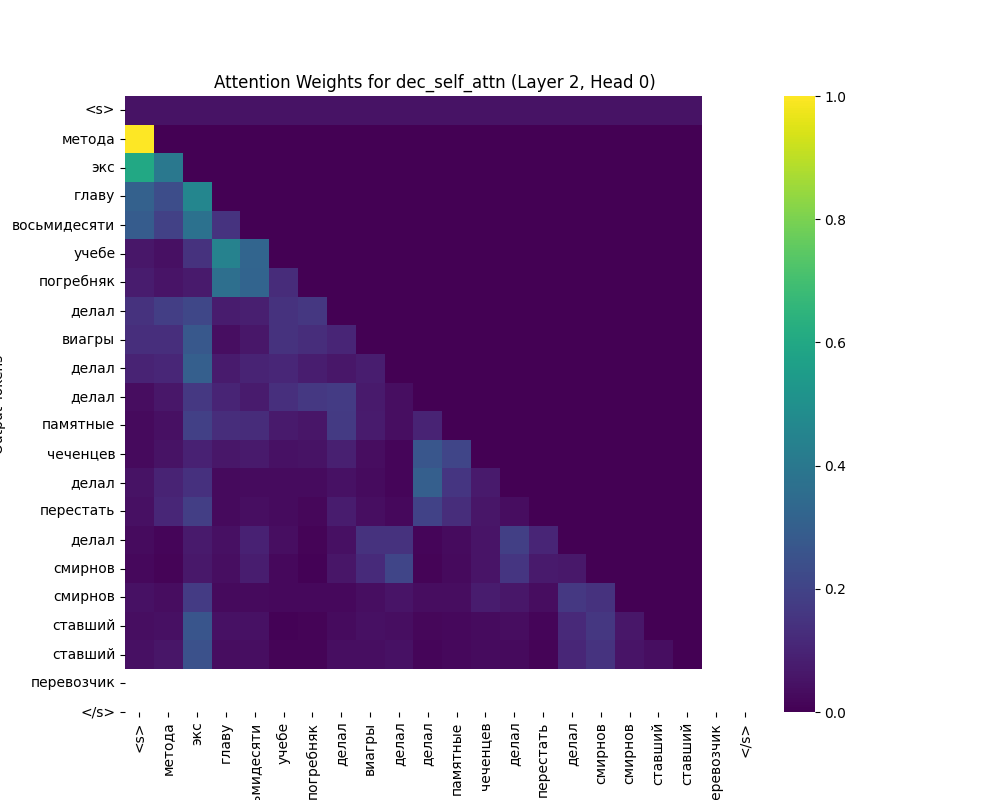 Attention Weights for dec_self_attn (Layer 2, Head 0)
<s>
метода
экс
главу
восьмидесяти
учебе
погребняк
делал
виагры
делал
делал
памятные
чеченцев
делал
перестать
делал
смирнов
смирнов
ставший
ставший
перевозчик
</s>
1.0
0.8
0.6
0.4
0.2
0.0
<s>
метода
экс
главу
ьмидесяти
учебе
погребняк
делал
виагры
делал
делал
памятные
чеченцев
делал
перестать
делал
смирнов
смирнов
ставший
ставший
еревозчик
</s>